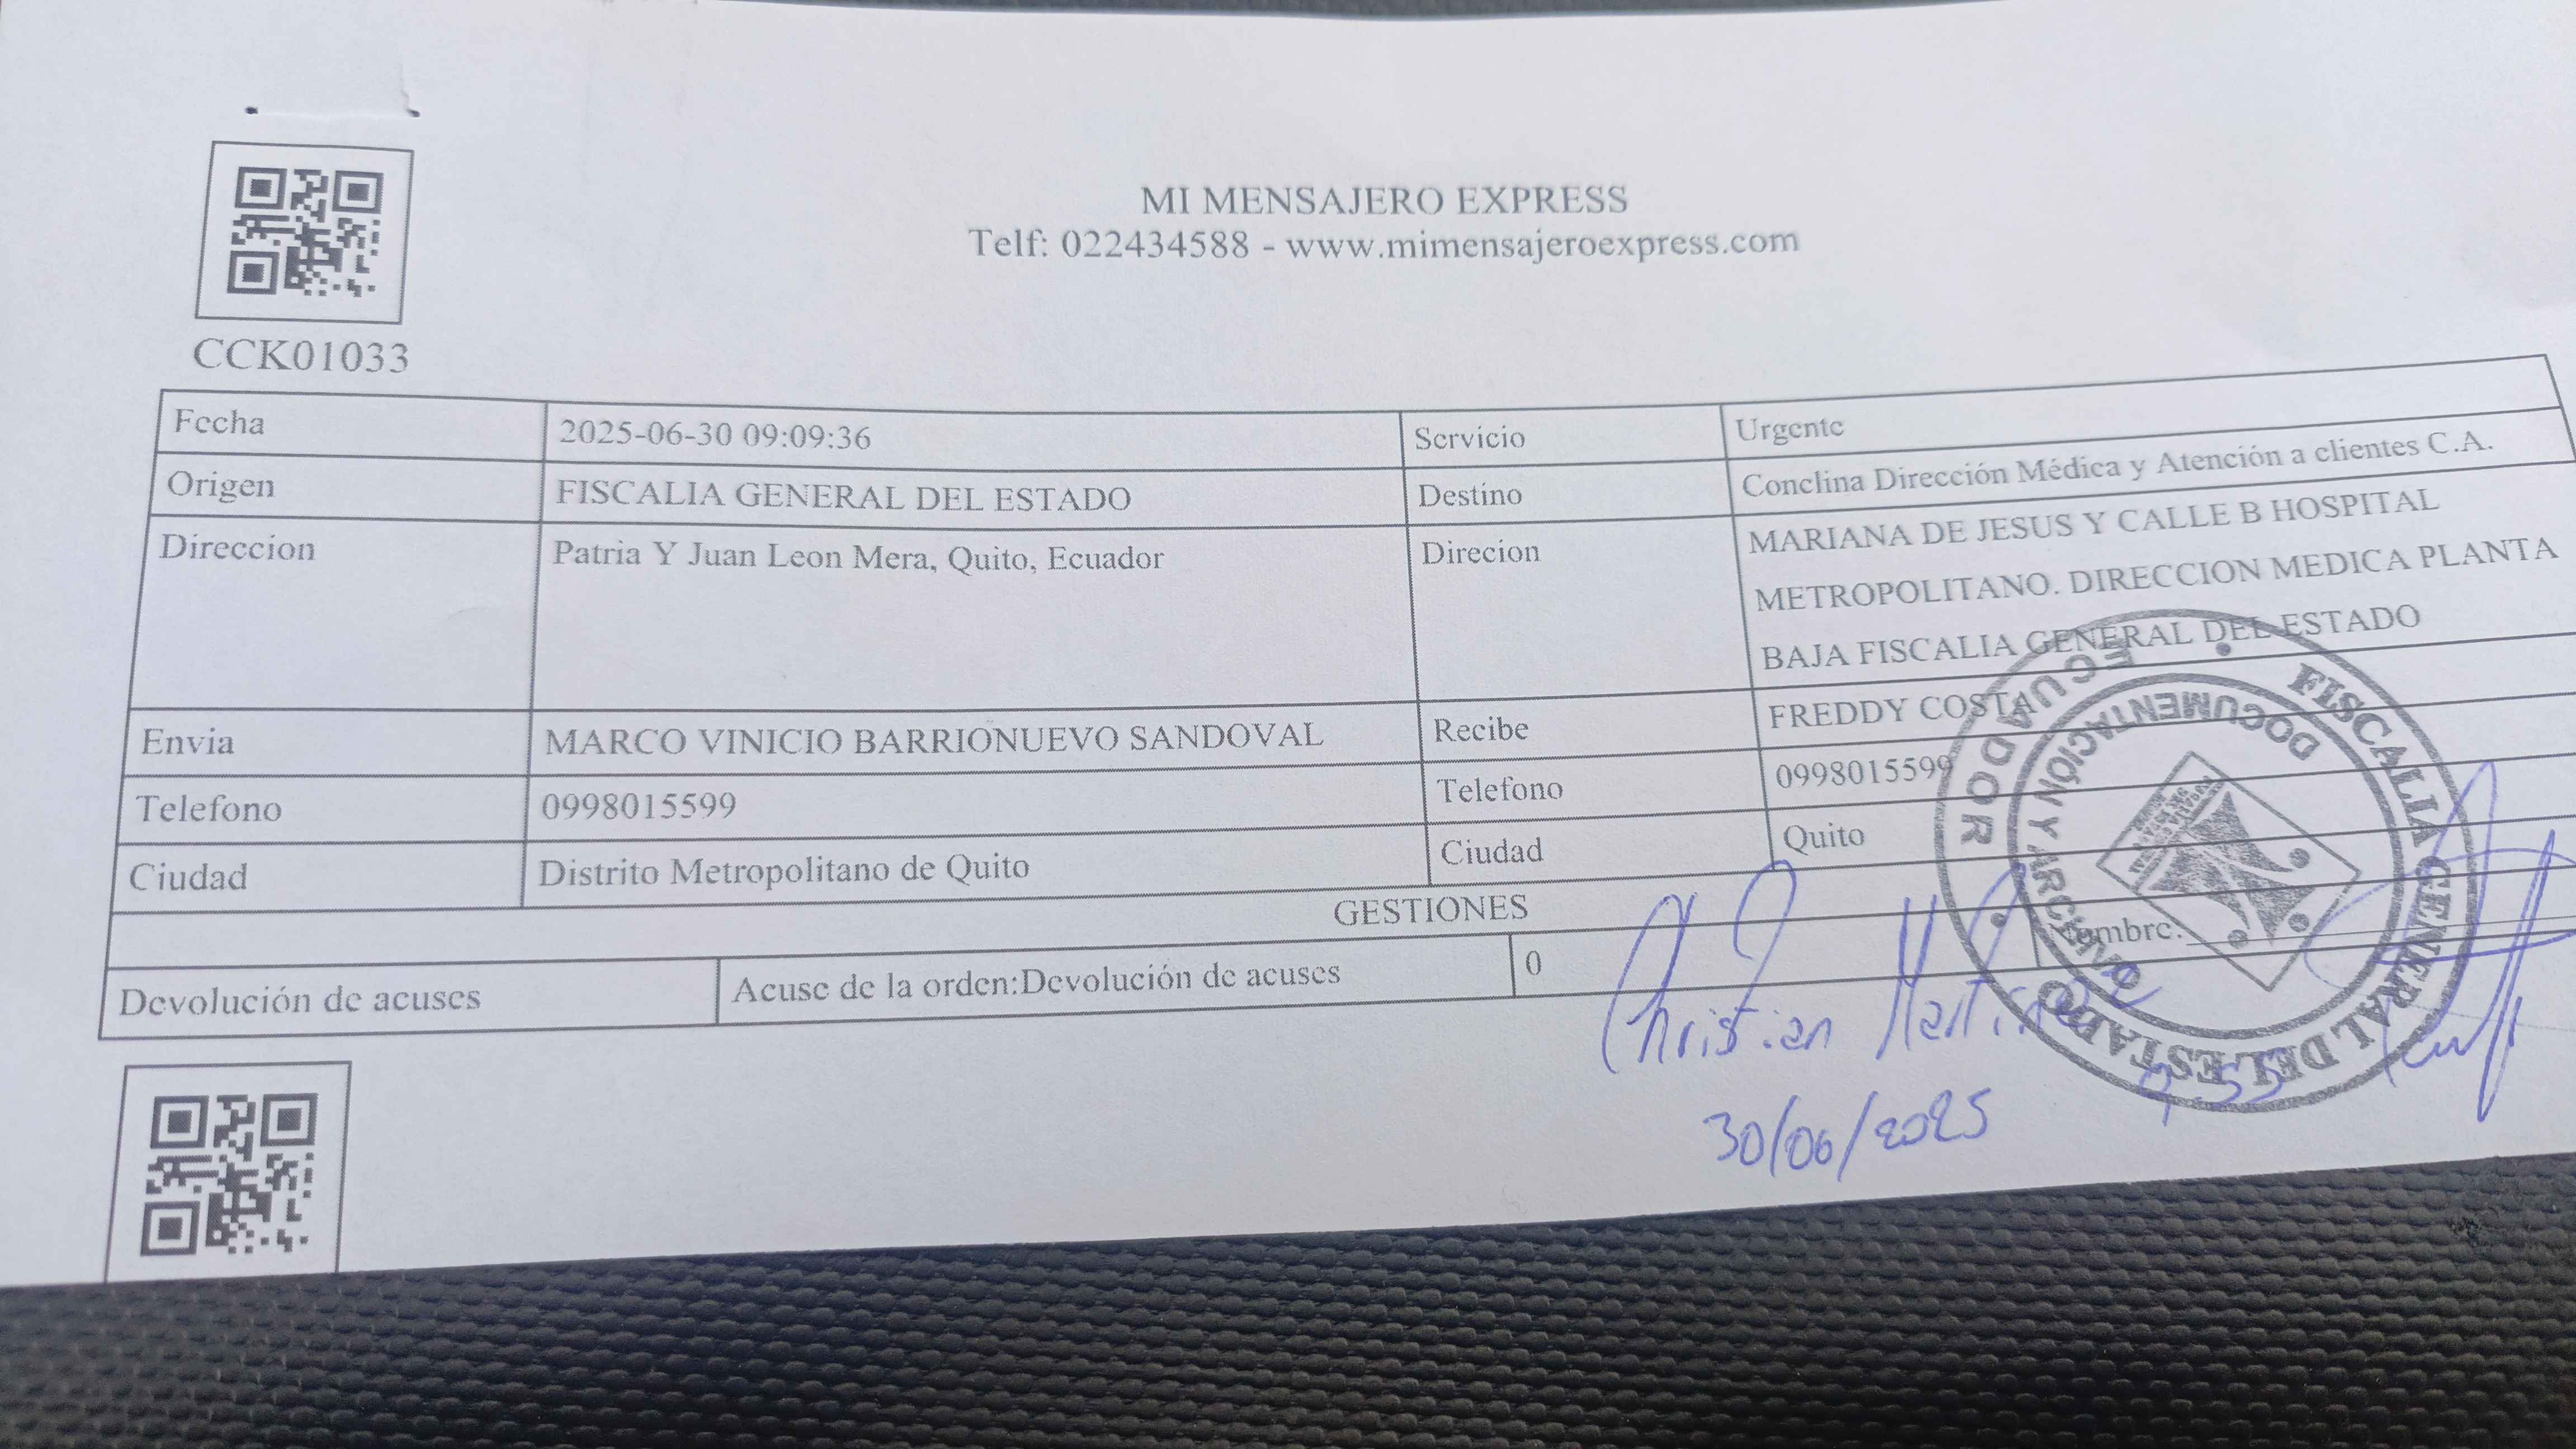 MI MENSAJERO EXPRESS
Telf: 022434588 - www.mimensajeroexpress.com
CCK01033
Fecha 2025-06-30 09:09:36 Servicio Urgente
Origen FISCALIA GENERAL DEL ESTADO Destino Conclina Dirección Médica y Atención a clientes C.A.
Direccion Patria Y Juan Leon Mera, Quito, Ecuador Direcion MARIANA DE JESUS Y CALLE B HOSPITAL
METROPOLITANO. DIRECCION MEDICA PLANTA
BAJA FISCALIA GENERAL DEL ESTADO
Envia MARCO VINICIO BARRIONUEVO SANDOVAL Recibe FREDDY COSTA
Telefono 0998015599 Telefono 0998015599
Ciudad Distrito Metropolitano de Quito Ciudad Quito
GESTIONES
Devolución de acuses Acuse de la orden:Devolución de acuses 0 Nombre:
Christian Martinez
30/06/2025 9:55
FISCALIA GENERAL DEL ESTADO
ECUADOR
DOCUMENTACIÓN Y ARCHIVO